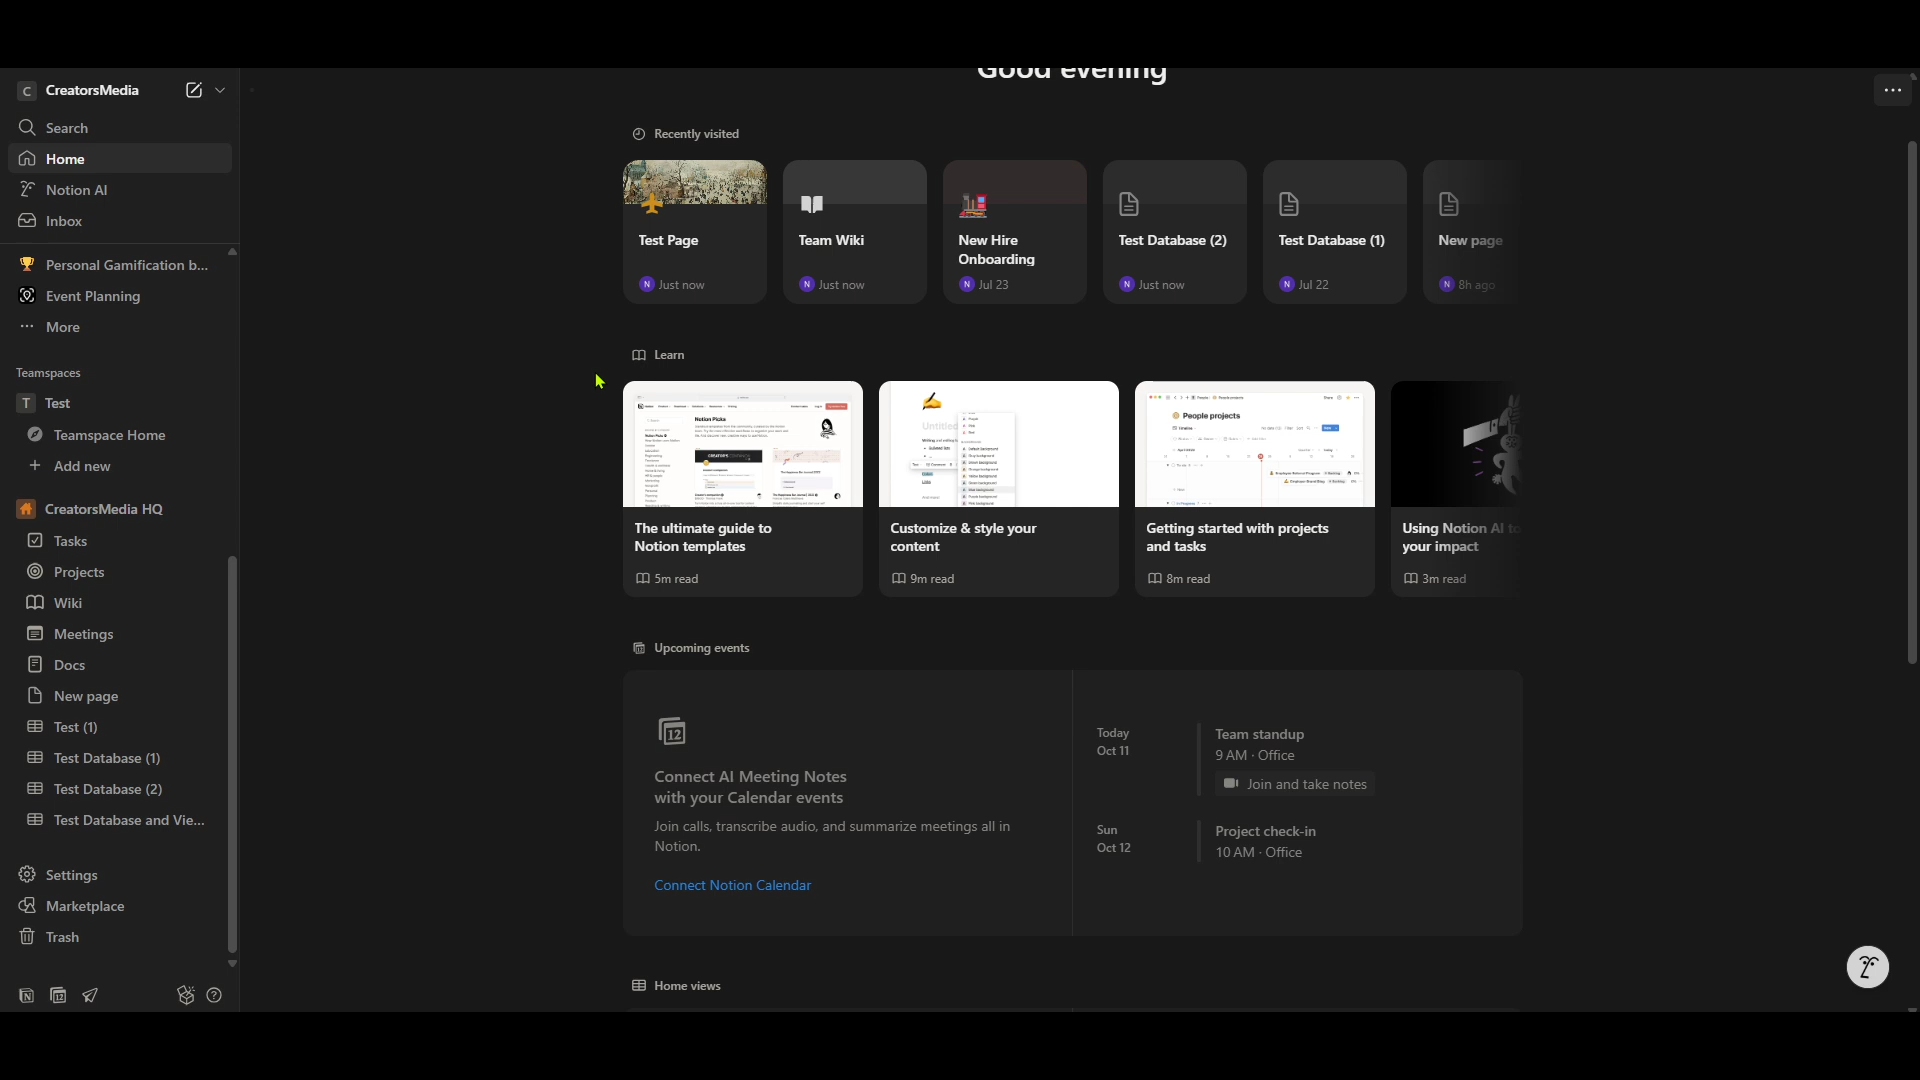 Good evening
C CreatorsMedia
Search
Home
Notion AI
Inbox
Personal Gamification b...
Event Planning
More
Teamspaces
T Test
Teamspace Home
Add new
CreatorsMedia HQ
Tasks
Projects
Wiki
Meetings
Docs
New page
Test (1)
Test Database (1)
Test Database (2)
Test Database and Vie...
Settings
Marketplace
Trash
12
Recently visited
Test Page
N Just now
Team Wiki
N Just now
New Hire
Onboarding
N Jul 23
Test Database (2)
N Just now
Test Database (1)
N Jul 22
New page
N 8h ago
Learn
Notion Picks
The ultimate guide to
Notion templates
5m read
Untitled
Customize & style your
content
9m read
People projects
Getting started with projects
and tasks
8m read
Using Notion AI to
your impact
3m read
Upcoming events
12
Connect AI Meeting Notes
with your Calendar events
Join calls, transcribe audio, and summarize meetings all in
Notion.
Connect Notion Calendar
Today
Oct 11
Team standup
9 AM · Office
Join and take notes
Sun
Oct 12
Project check-in
10 AM · Office
Home views